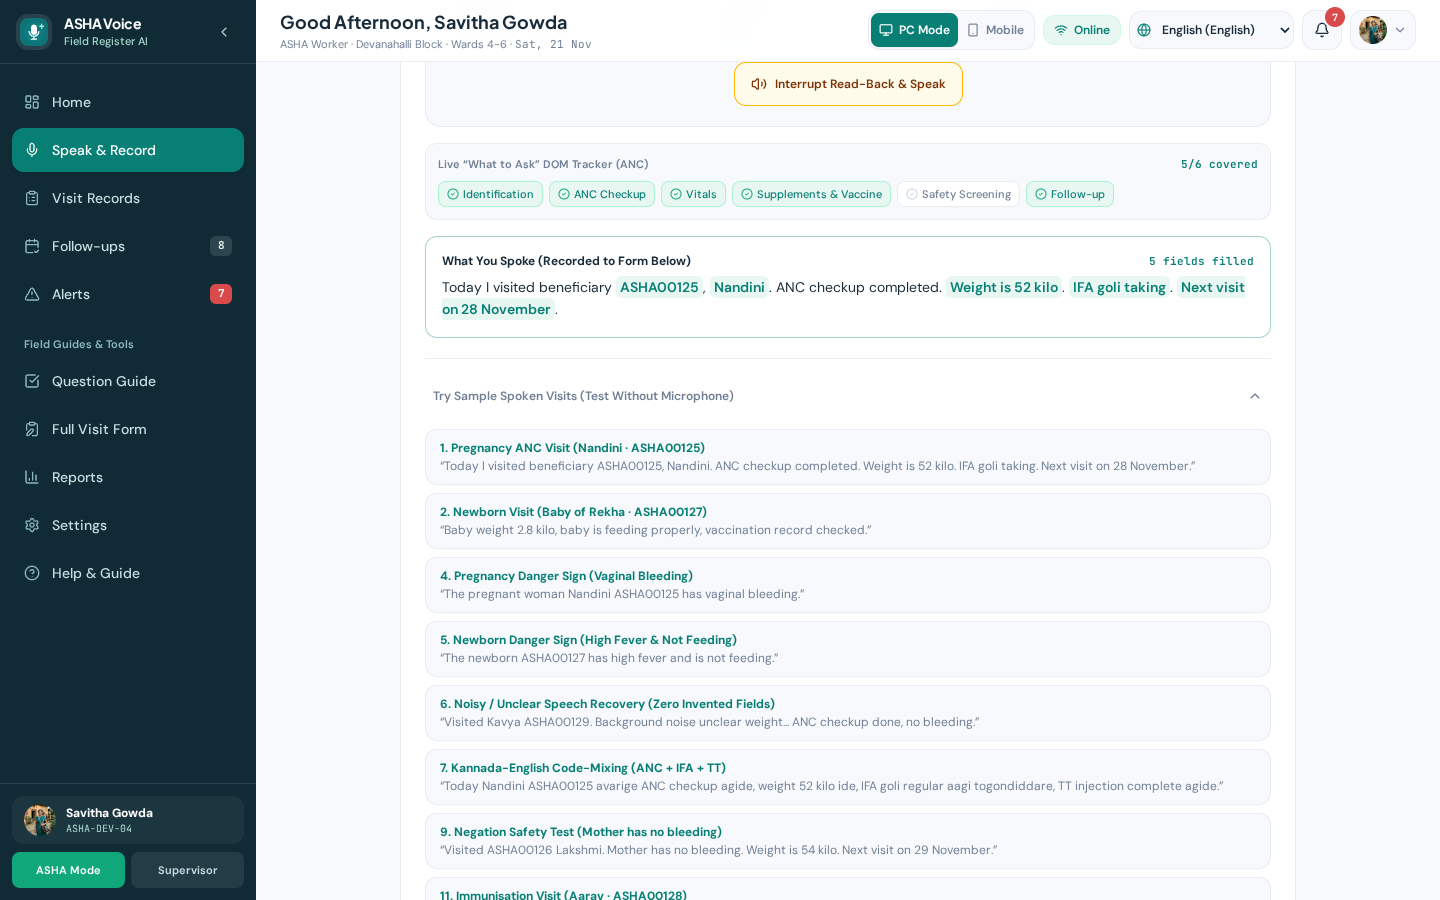 ASHA Voice
Field Register AI
Home
Speak & Record
Visit Records
Follow-ups 8
Alerts 7
Field Guides & Tools
Question Guide
Full Visit Form
Reports
Settings
Help & Guide
Savitha Gowda
ASHA-DEV-04
ASHA Mode Supervisor
Good Afternoon, Savitha Gowda
ASHA Worker · Devanahalli Block · Wards 4-6 · Sat, 21 Nov
PC Mode Mobile Online English (English) 7
Interrupt Read-Back & Speak
Live “What to Ask” DOM Tracker (ANC) 5/6 covered
Identification ANC Checkup Vitals Supplements & Vaccine Safety Screening Follow-up
What You Spoke (Recorded to Form Below) 5 fields filled
Today I visited beneficiary ASHA00125 , Nandini . ANC checkup completed. Weight is 52 kilo . IFA goli taking . Next visit
on 28 November .
Try Sample Spoken Visits (Test Without Microphone)
1. Pregnancy ANC Visit (Nandini · ASHA00125)
“Today I visited beneficiary ASHA00125, Nandini. ANC checkup completed. Weight is 52 kilo. IFA goli taking. Next visit on 28 November.”
2. Newborn Visit (Baby of Rekha · ASHA00127)
“Baby weight 2.8 kilo, baby is feeding properly, vaccination record checked.”
4. Pregnancy Danger Sign (Vaginal Bleeding)
“The pregnant woman Nandini ASHA00125 has vaginal bleeding.”
5. Newborn Danger Sign (High Fever & Not Feeding)
“The newborn ASHA00127 has high fever and is not feeding.”
6. Noisy / Unclear Speech Recovery (Zero Invented Fields)
“Visited Kavya ASHA00129. Background noise unclear weight... ANC checkup done, no bleeding.”
7. Kannada-English Code-Mixing (ANC + IFA + TT)
“Today Nandini ASHA00125 avarige ANC checkup agide, weight 52 kilo ide, IFA goli regular aagi togondiddare, TT injection complete agide.”
9. Negation Safety Test (Mother has no bleeding)
“Visited ASHA00126 Lakshmi. Mother has no bleeding. Weight is 54 kilo. Next visit on 29 November.”
11. Immunisation Visit (Aarav · ASHA00128)